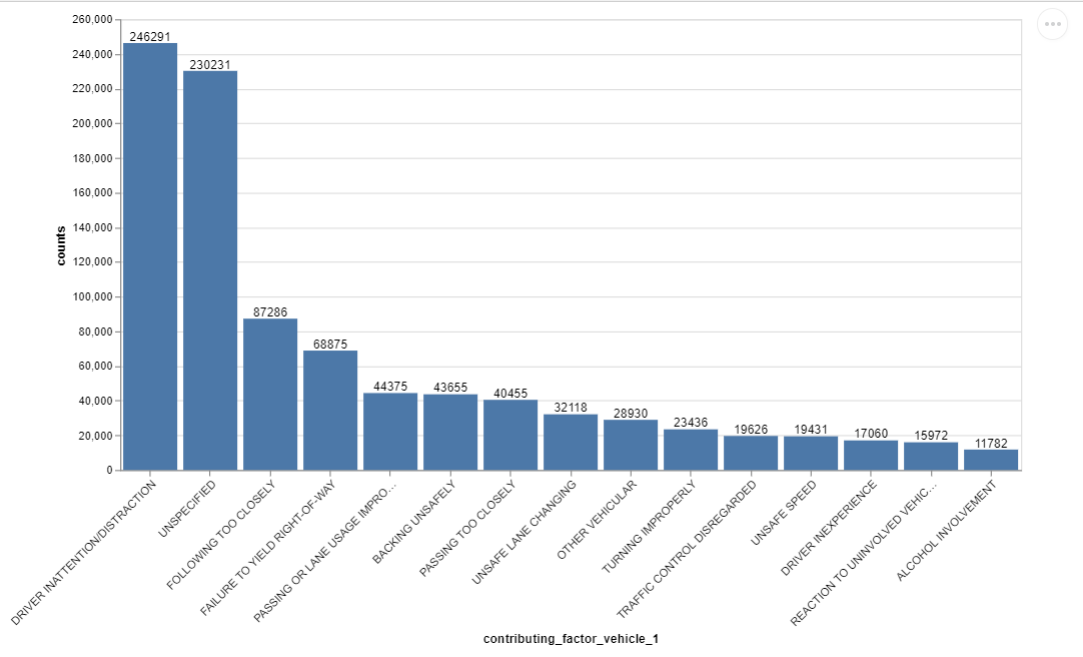 260,000
240,000
220,000
200,000
180,000
160,000
140,000
120,000
100,000
80,000
60,000
40,000
20,000
0
counts
246291
230231
87286
68875
44375
43655
40455
32118
28930
23436
19626
19431
17060
15972
11782
DRIVER INATTENTION/DISTRACTION
UNSPECIFIED
FOLLOWING TOO CLOSELY
FAILURE TO YIELD RIGHT-OF-WAY
PASSING OR LANE USAGE IMPRO…
BACKING UNSAFELY
PASSING TOO CLOSELY
UNSAFE LANE CHANGING
OTHER VEHICULAR
TURNING IMPROPERLY
TRAFFIC CONTROL DISREGARDED
UNSAFE SPEED
DRIVER INEXPERIENCE
REACTION TO UNINVOLVED VEHIC…
ALCOHOL INVOLVEMENT
contributing_factor_vehicle_1